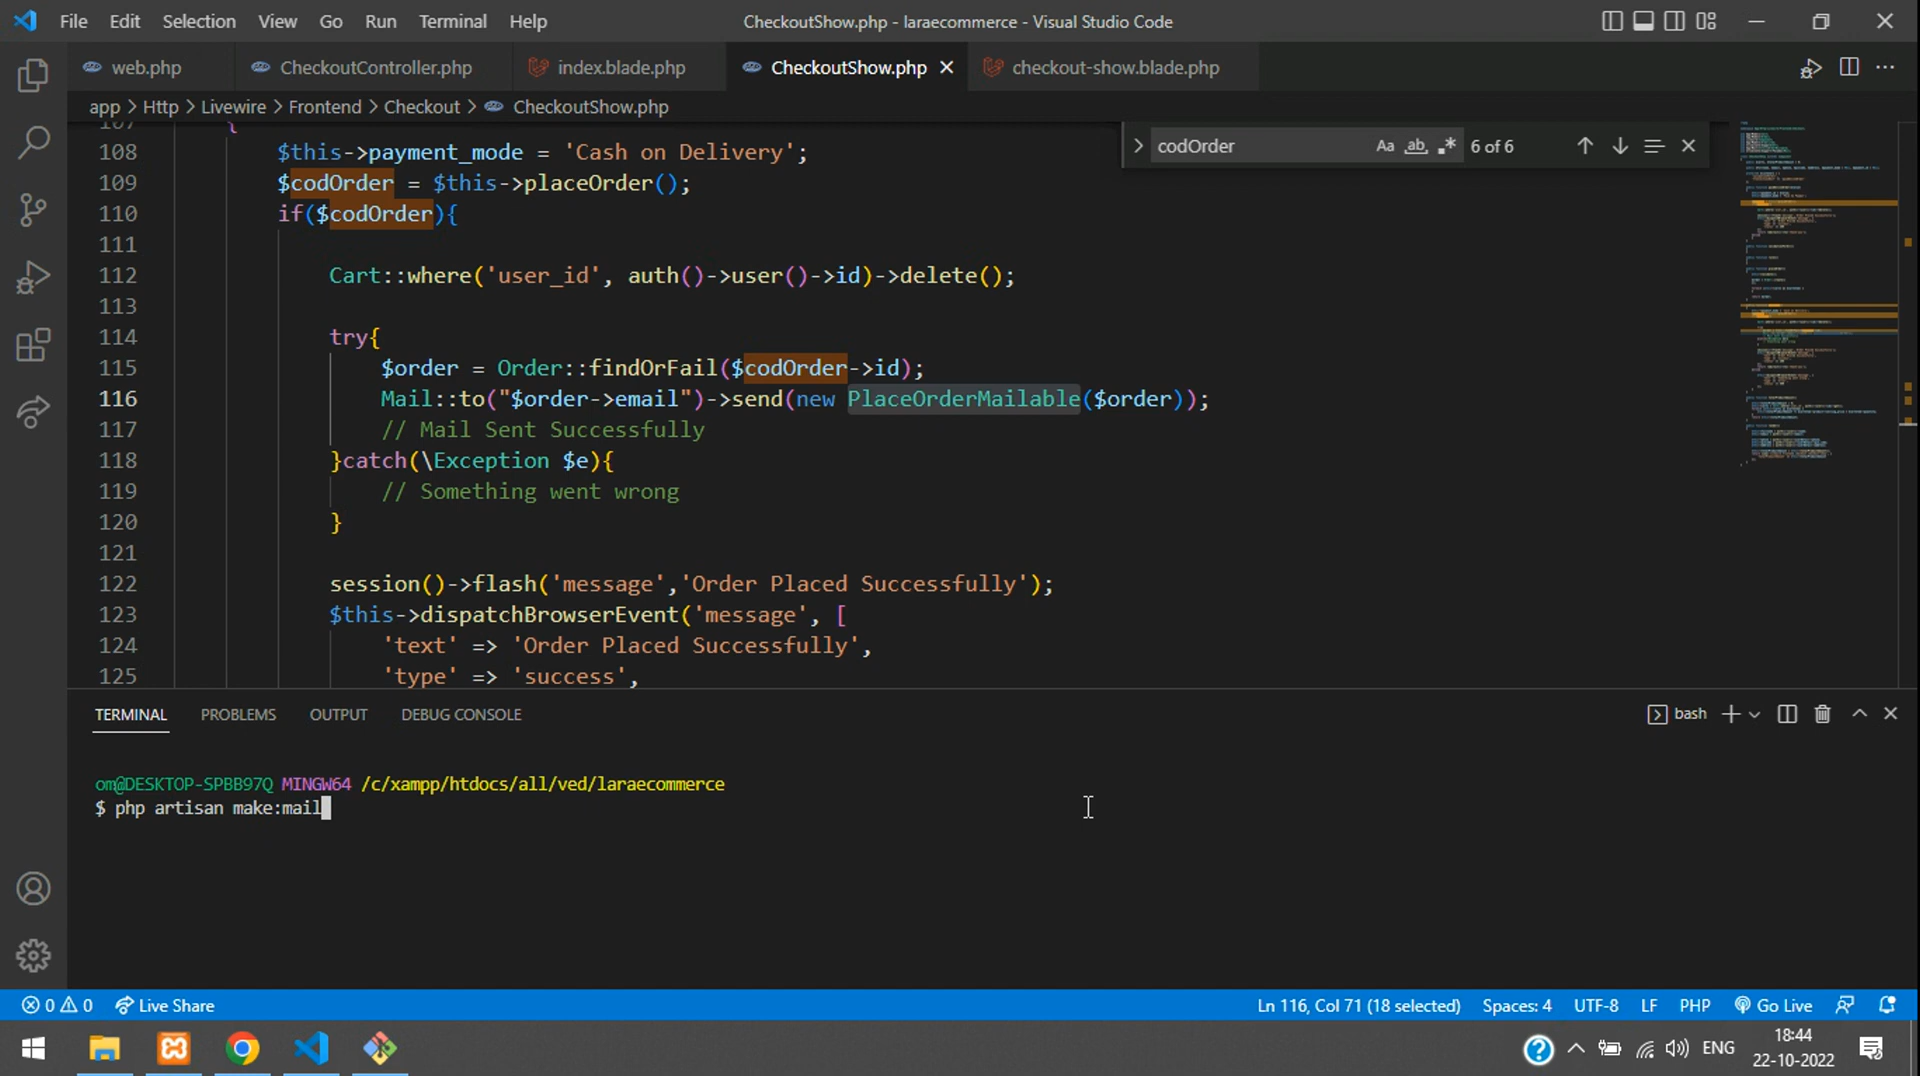 File Edit Selection View Go Run Terminal Help CheckoutShow.php - laraecommerce - Visual Studio Code
web.php CheckoutController.php index.blade.php CheckoutShow.php checkout-show.blade.php
app > Http > Livewire > Frontend > Checkout > CheckoutShow.php
codOrder Aa ab 6 of 6
107 {
108 $this->payment_mode = 'Cash on Delivery';
109 $codOrder = $this->placeOrder();
110 if($codOrder){
111
112 Cart::where('user_id', auth()->user()->id)->delete();
113
114 try{
115 $order = Order::findOrFail($codOrder->id);
116 Mail::to("$order->email")->send(new PlaceOrderMailable($order));
117 // Mail Sent Successfully
118 }catch(\Exception $e){
119 // Something went wrong
120 }
121
122 session()->flash('message','Order Placed Successfully');
123 $this->dispatchBrowserEvent('message', [
124 'text' => 'Order Placed Successfully',
125 'type' => 'success',
TERMINAL PROBLEMS OUTPUT DEBUG CONSOLE bash
om@DESKTOP-SPBB97Q MINGW64 /c/xampp/htdocs/all/ved/laraecommerce
$ php artisan make:mail
0 0 Live Share Ln 116, Col 71 (18 selected) Spaces: 4 UTF-8 LF PHP Go Live
ENG 18:44
22-10-2022